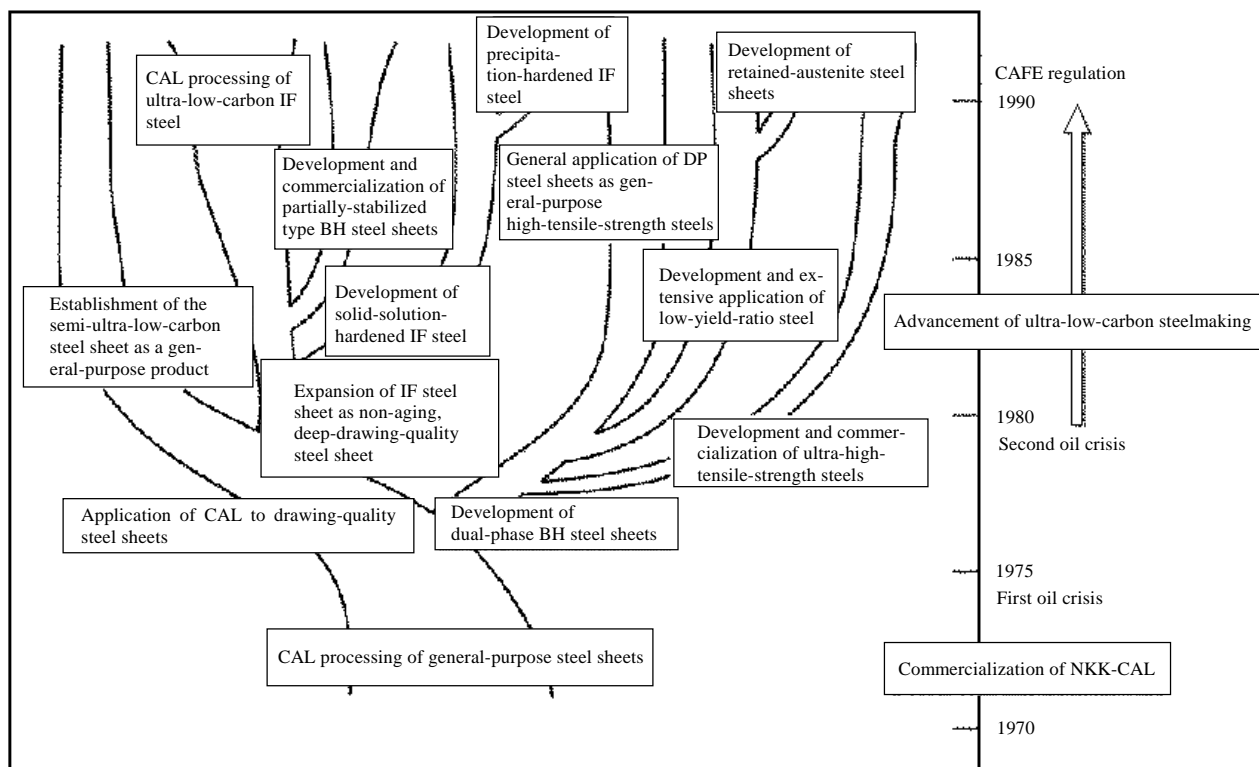 Development of
precipita-
tion-hardened IF
steel
Development of
retained-austenite steel
sheets
CAL processing of
ultra-low-carbon IF
steel
CAFE regulation
1990
Development and
commercialization of
partially-stabilized
type BH steel sheets
General application of DP
steel sheets as gen-
eral-purpose
high-tensile-strength steels
1985
Establishment of the
semi-ultra-low-carbon
steel sheet as a gen-
eral-purpose product
Development of
solid-solution-
hardened IF steel
Development and ex-
tensive application of
low-yield-ratio steel
Advancement of ultra-low-carbon steelmaking
Expansion of IF steel
sheet as non-aging,
deep-drawing-quality
steel sheet
1980
Second oil crisis
Development and commer-
cialization of ultra-high-
tensile-strength steels
Application of CAL to drawing-quality
steel sheets
Development of
dual-phase BH steel sheets
1975
First oil crisis
CAL processing of general-purpose steel sheets
Commercialization of NKK-CAL
1970